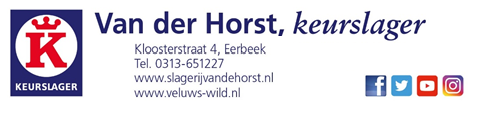 Van der Horst, keurslager
K
KEURSLAGER
Kloosterstraat 4, Eerbeek
Tel. 0313-651227
www.slagerijvandehorst.nl
www.veluws-wild.nl